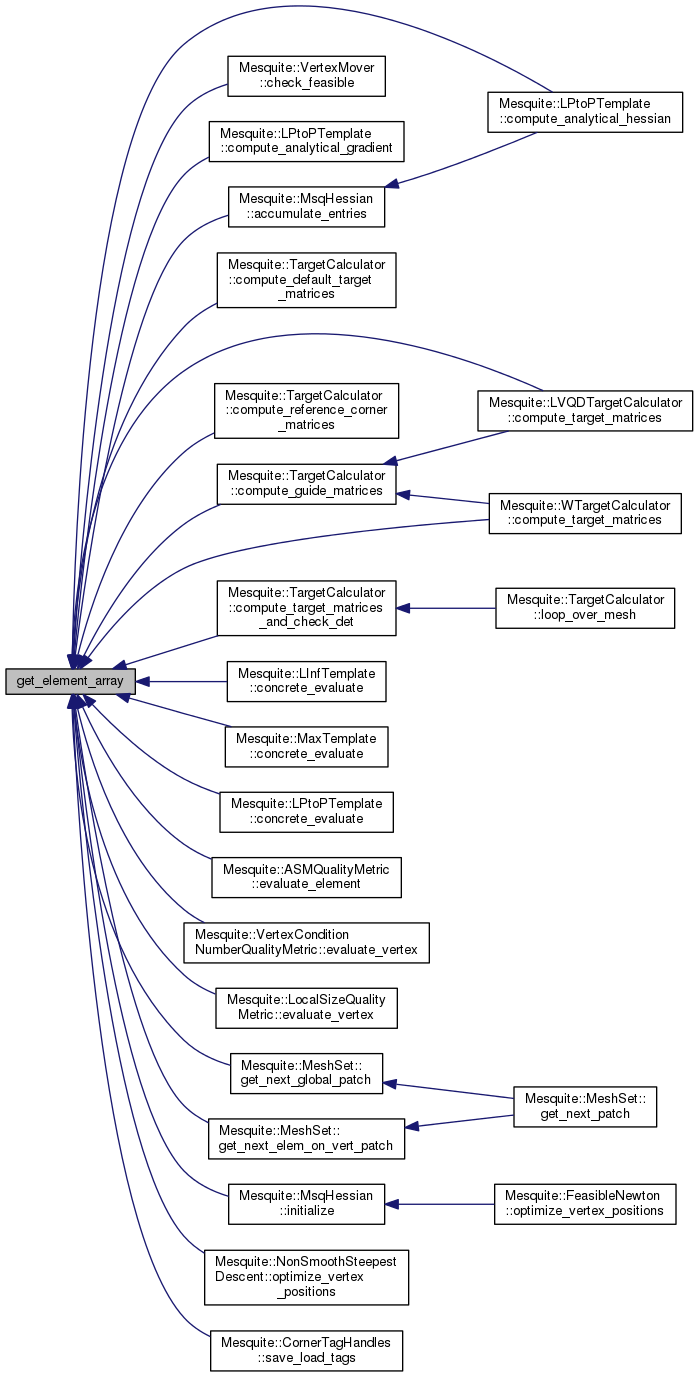 Mesquite::VertexMover
::check_feasible
Mesquite::LPtoPTemplate
::compute_analytical_hessian
Mesquite::LPtoPTemplate
::compute_analytical_gradient
Mesquite::MsqHessian
::accumulate_entries
Mesquite::TargetCalculator
::compute_default_target
_matrices
Mesquite::TargetCalculator
::compute_reference_corner
_matrices
Mesquite::LVQDTargetCalculator
::compute_target_matrices
Mesquite::TargetCalculator
::compute_guide_matrices
Mesquite::WTargetCalculator
::compute_target_matrices
Mesquite::TargetCalculator
::compute_target_matrices
_and_check_det
Mesquite::TargetCalculator
::loop_over_mesh
get_element_array
Mesquite::LInfTemplate
::concrete_evaluate
Mesquite::MaxTemplate
::concrete_evaluate
Mesquite::LPtoPTemplate
::concrete_evaluate
Mesquite::ASMQualityMetric
::evaluate_element
Mesquite::VertexCondition
NumberQualityMetric::evaluate_vertex
Mesquite::LocalSizeQuality
Metric::evaluate_vertex
Mesquite::MeshSet::
get_next_global_patch
Mesquite::MeshSet::
get_next_patch
Mesquite::MeshSet::
get_next_elem_on_vert_patch
Mesquite::MsqHessian
::initialize
Mesquite::FeasibleNewton
::optimize_vertex_positions
Mesquite::NonSmoothSteepest
Descent::optimize_vertex
_positions
Mesquite::CornerTagHandles
::save_load_tags